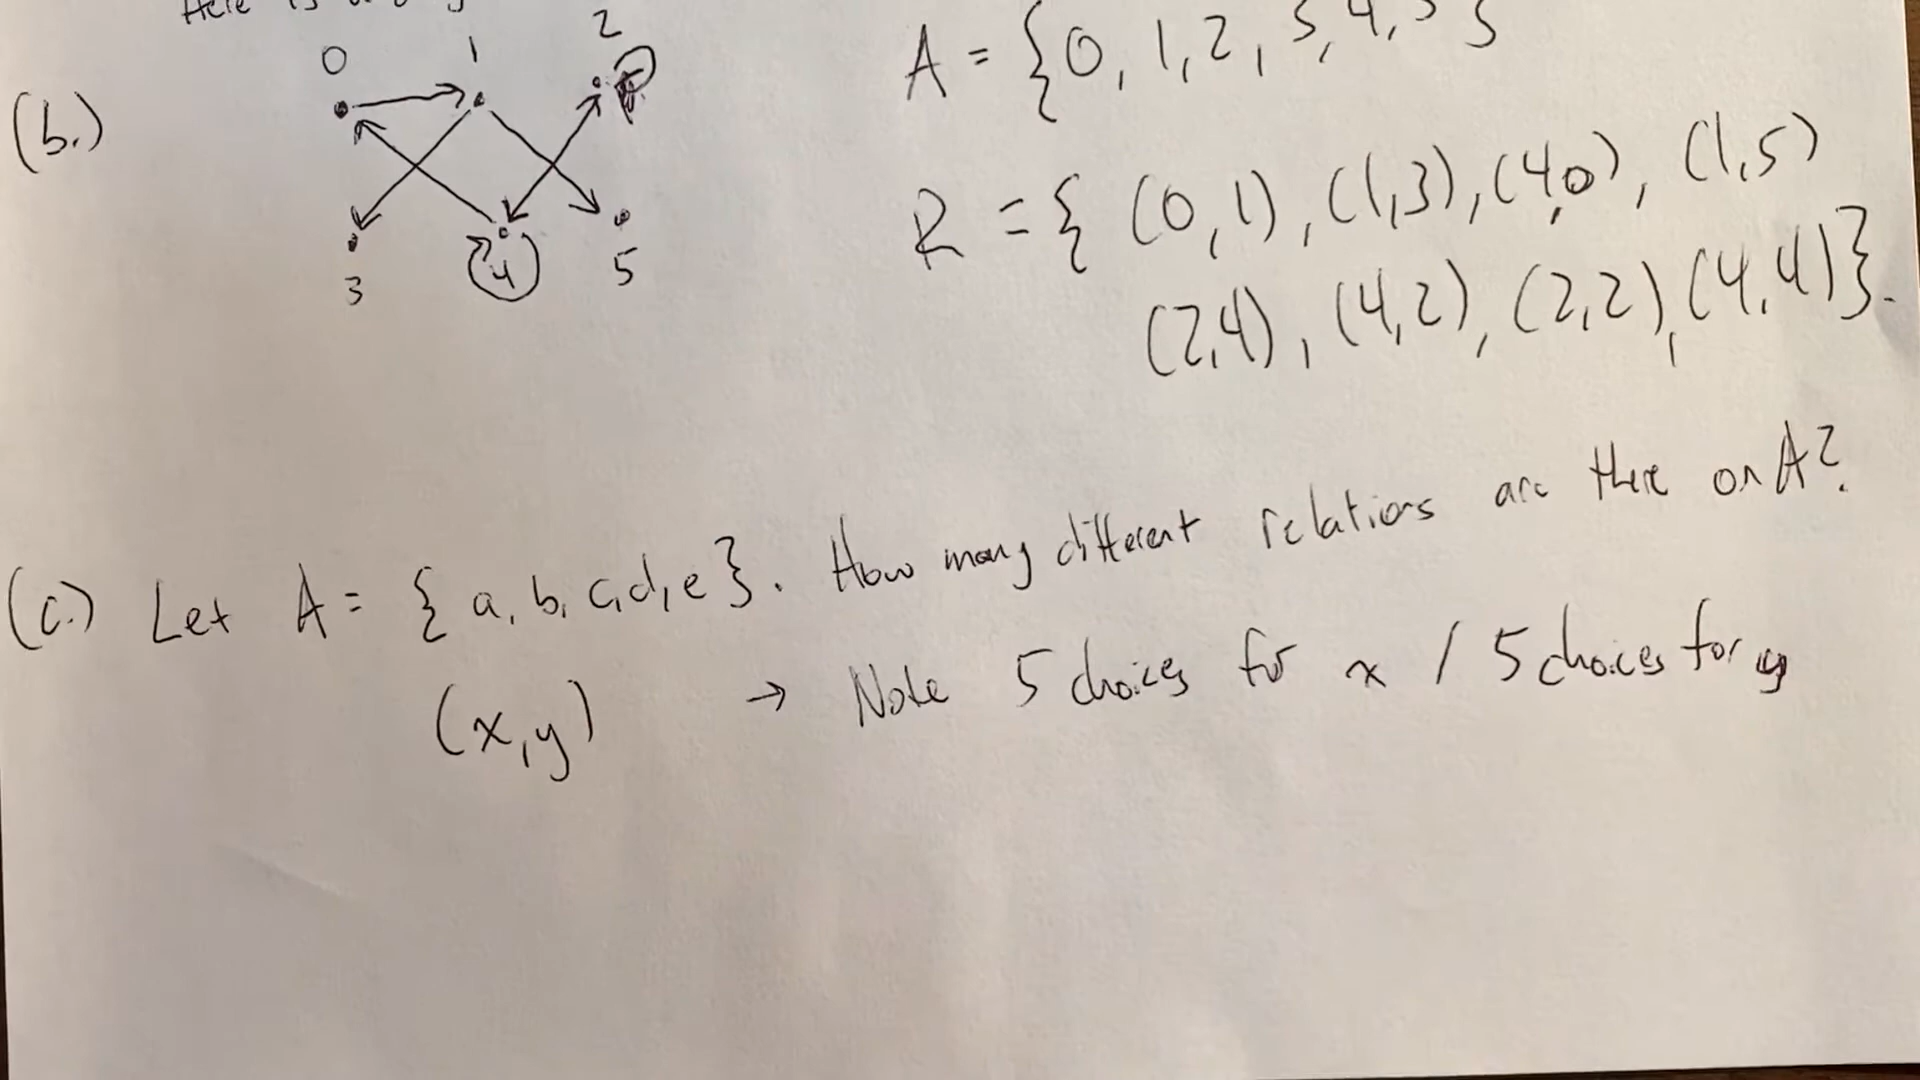 Here is
0 1 2
(b.)
3 4 5
A = {0, 1, 2, 3, 4, 5}
R = { (0,1), (1,3), (4,0), (1,5)
(2,4), (4,2), (2,2), (4,4)}.
(c.) Let A = { a, b, c, d, e }. How many different relations are there on A?
(x,y) → Note 5 choices for x / 5 choices for y